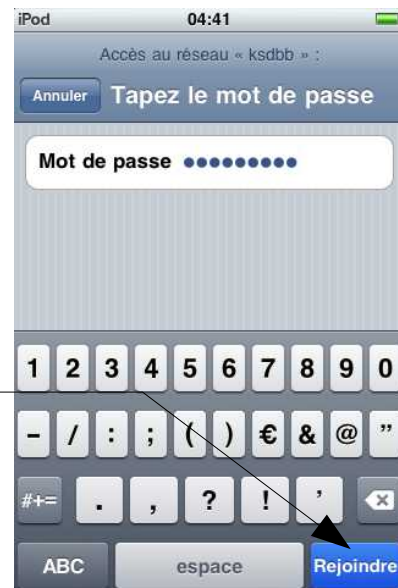 iPod 04:41
Accès au réseau « ksdbb » :
Annuler Tapez le mot de passe
Mot de passe •••••••••
1 2 3 4 5 6 7 8 9 0
- / : ; ( ) € & @ "
#+= . , ? ! ’
ABC espace Rejoindre